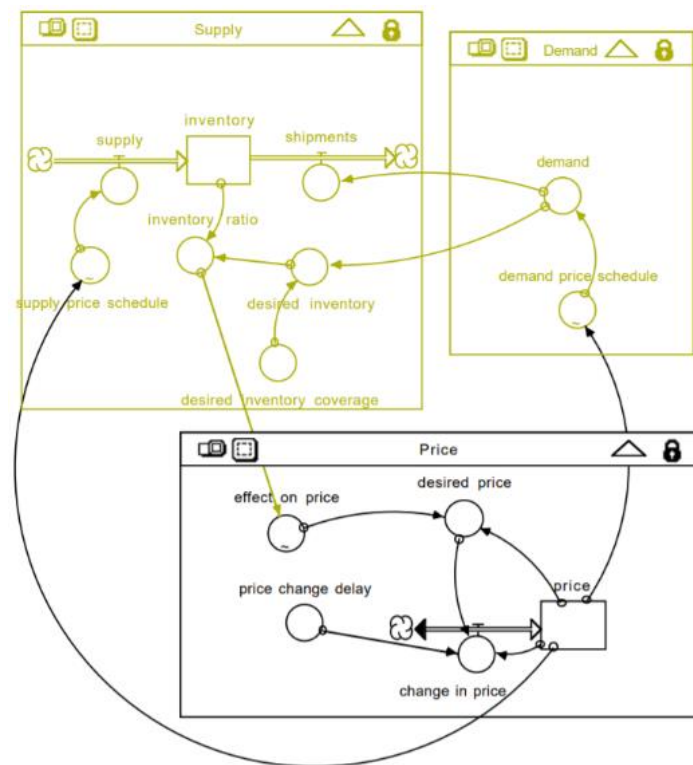 Supply
Demand
inventory
supply
shipments
demand
inventory ratio
demand price schedule
supply price schedule
desired inventory
desired inventory coverage
Price
desired price
effect on price
price
price change delay
change in price
~
~
~